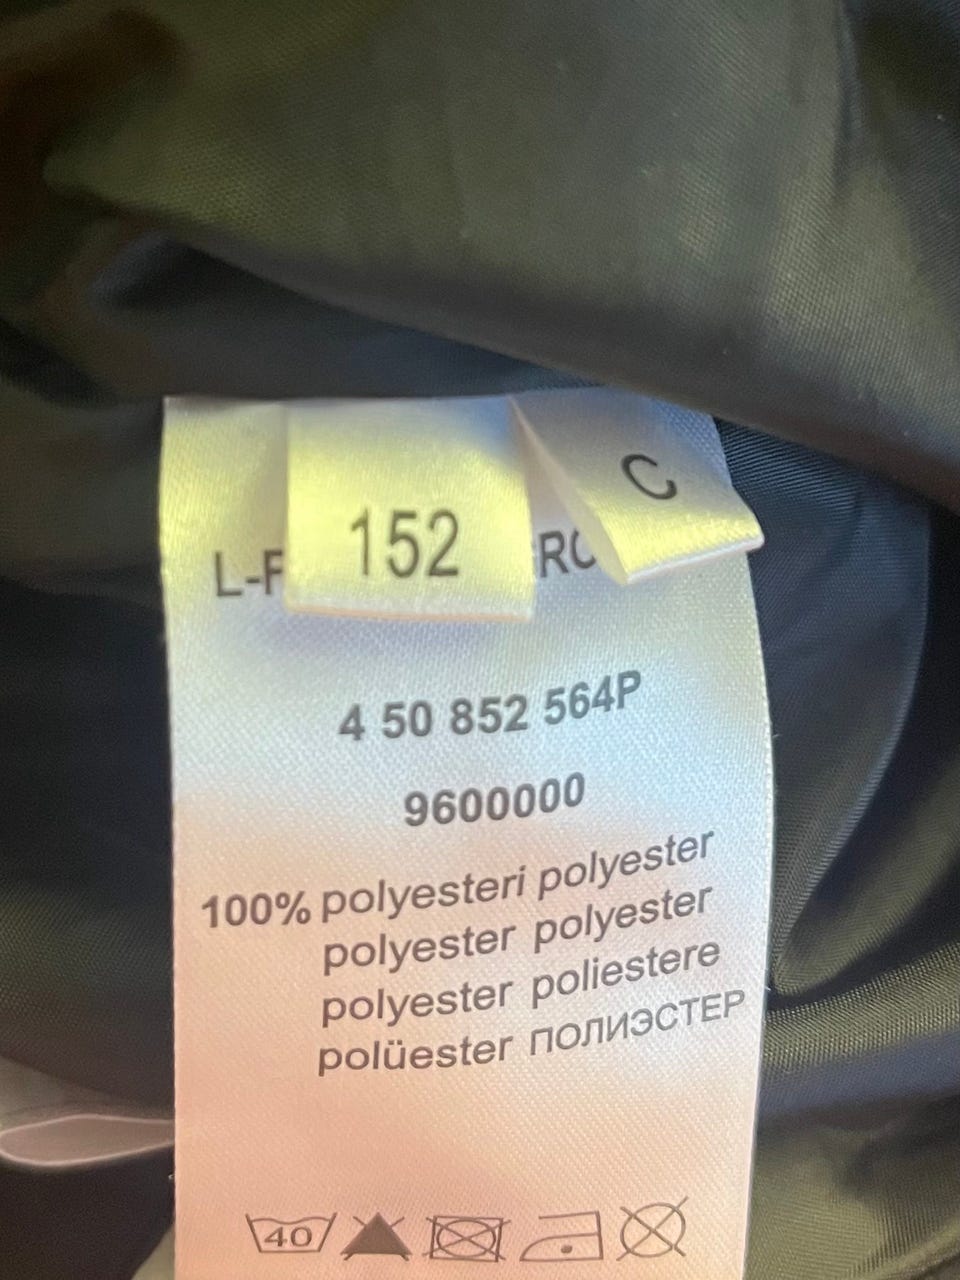 152
C
4 50 852 564P
9600000
100% polyesteri polyester
polyester polyester
polyester poliestere
polüester ПОЛИЭСТЕР
40